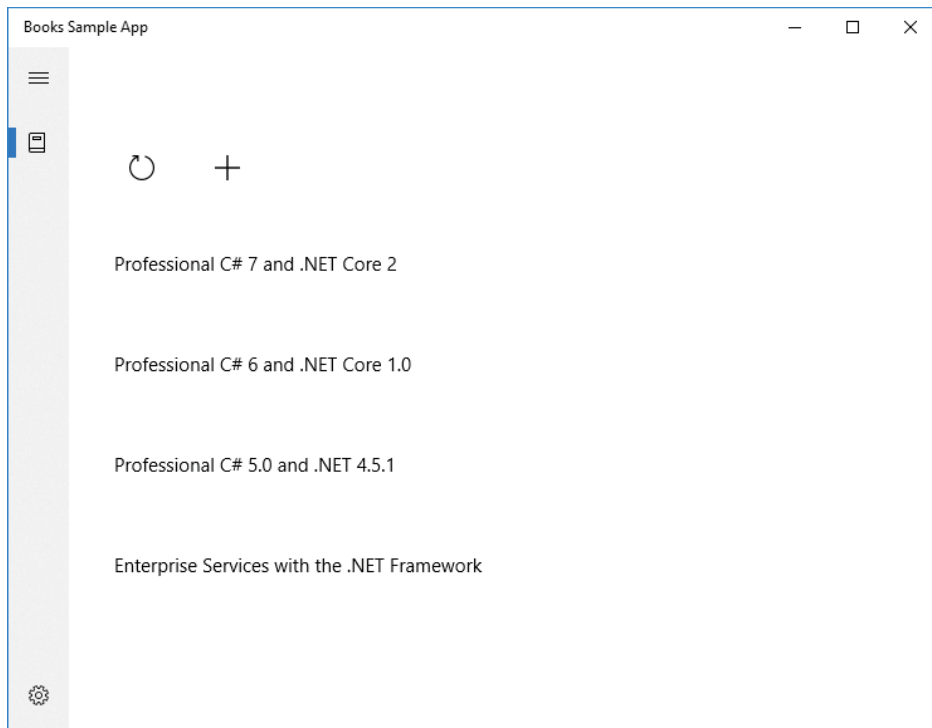 Books Sample App
Professional C# 7 and .NET Core 2
Professional C# 6 and .NET Core 1.0
Professional C# 5.0 and .NET 4.5.1
Enterprise Services with the .NET Framework